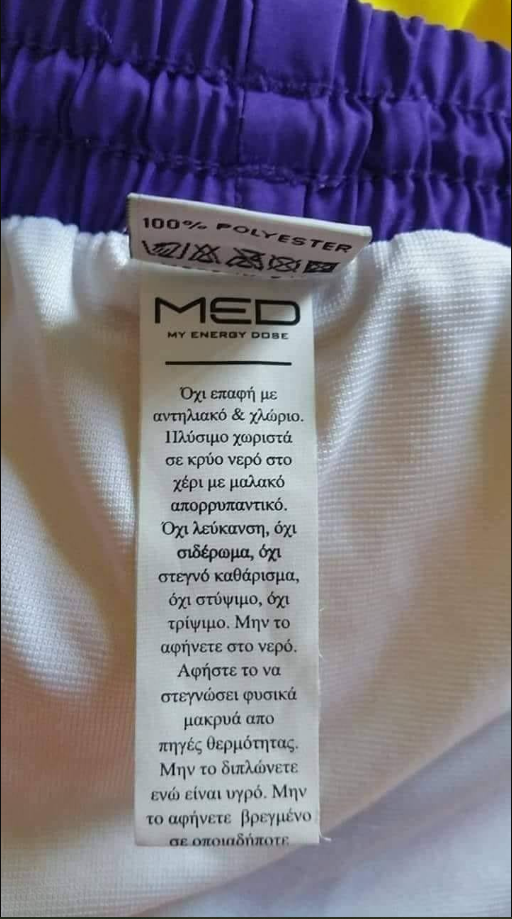 100% POLYESTER
MED
MY ENERGY DOSE
Όχι επαφή με
αντηλιακό & χλώριο.
Πλύσιμο χωριστά
σε κρύο νερό στο
χέρι με μαλακό
απορρυπαντικό.
Όχι λεύκανση, όχι
σιδέρωμα, όχι
στεγνό καθάρισμα,
όχι στύψιμο, όχι
τρίψιμο. Μην το
αφήνετε στο νερό.
Αφήστε το να
στεγνώσει φυσικά
μακρυά απο
πηγές θερμότητας.
Μην το διπλώνετε
ενώ είναι υγρό. Μην
το αφήνετε βρεγμένο
σε οποιαδήποτε